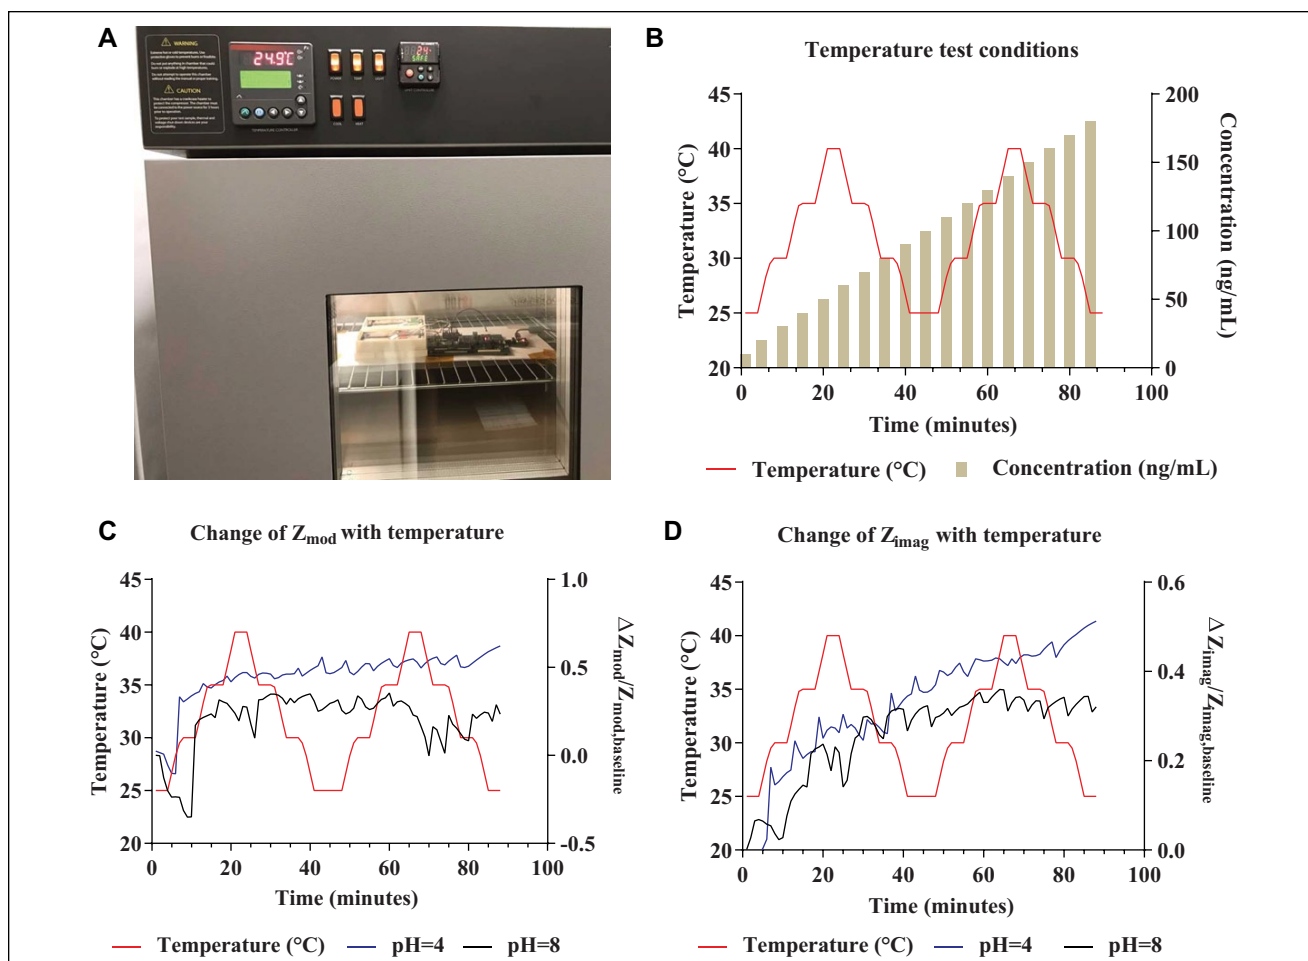 A
WARNING
CAUTION
24.9°C
TEMPERATURE CONTROLLER
B
Temperature test conditions
Temperature (°C)
45
40
35
30
25
20
200
150
100
50
0
Concentration (ng/mL)
0 20 40 60 80 100
Time (minutes)
Temperature (°C) Concentration (ng/mL)
C
Change of Zmod with temperature
Temperature (°C)
45
40
35
30
25
20
1.0
0.5
0.0
-0.5
ΔZmod/Zmod,baseline
0 20 40 60 80 100
Time (minutes)
Temperature (°C) pH=4 pH=8
D
Change of Zimag with temperature
Temperature (°C)
45
40
35
30
25
20
0.6
0.4
0.2
0.0
ΔZimag/Zimag,baseline
0 20 40 60 80 100
Time (minutes)
Temperature (°C) pH=4 pH=8